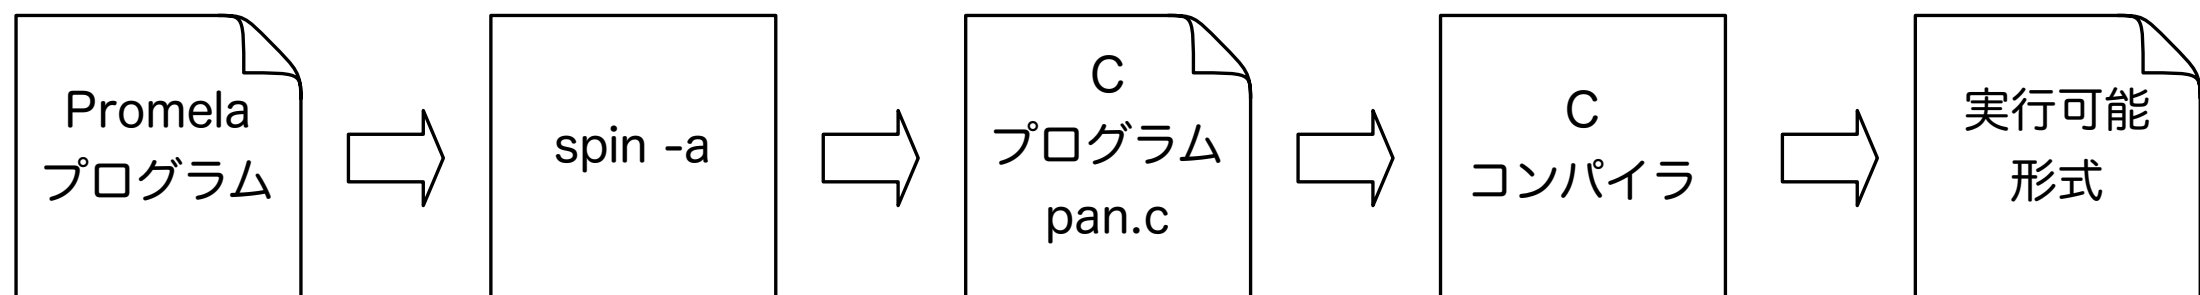 Promela
プログラム
spin -a
C
プログラム
pan.c
C
コンパイラ
実行可能
形式